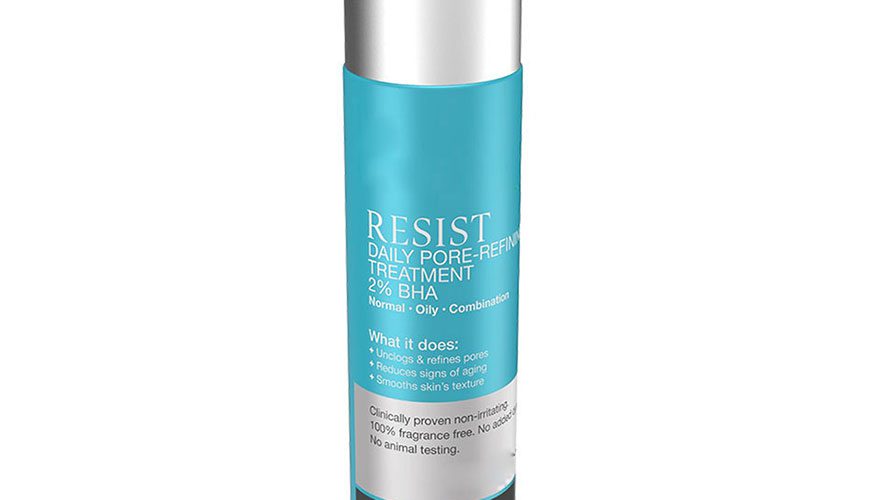 RESIST
DAILY PORE-REFINING
TREATMENT
2% BHA
Normal · Oily · Combination
What it does:
+ Unclogs & refines pores
+ Reduces signs of aging
+ Smooths skin's texture
Clinically proven non-irritating.
100% fragrance free. No added
No animal testing.